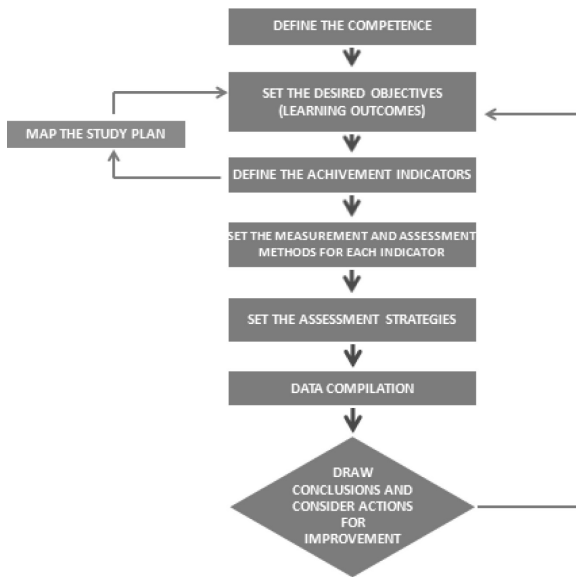 DEFINE THE COMPETENCE
SET THE DESIRED OBJECTIVES
(LEARNING OUTCOMES)
MAP THE STUDY PLAN
DEFINE THE ACHIVEMENT INDICATORS
SET THE MEASUREMENT AND ASSESSMENT
METHODS FOR EACH INDICATOR
SET THE ASSESSMENT STRATEGIES
DATA COMPILATION
DRAW
CONCLUSIONS AND
CONSIDER ACTIONS
FOR
IMPROVEMENT